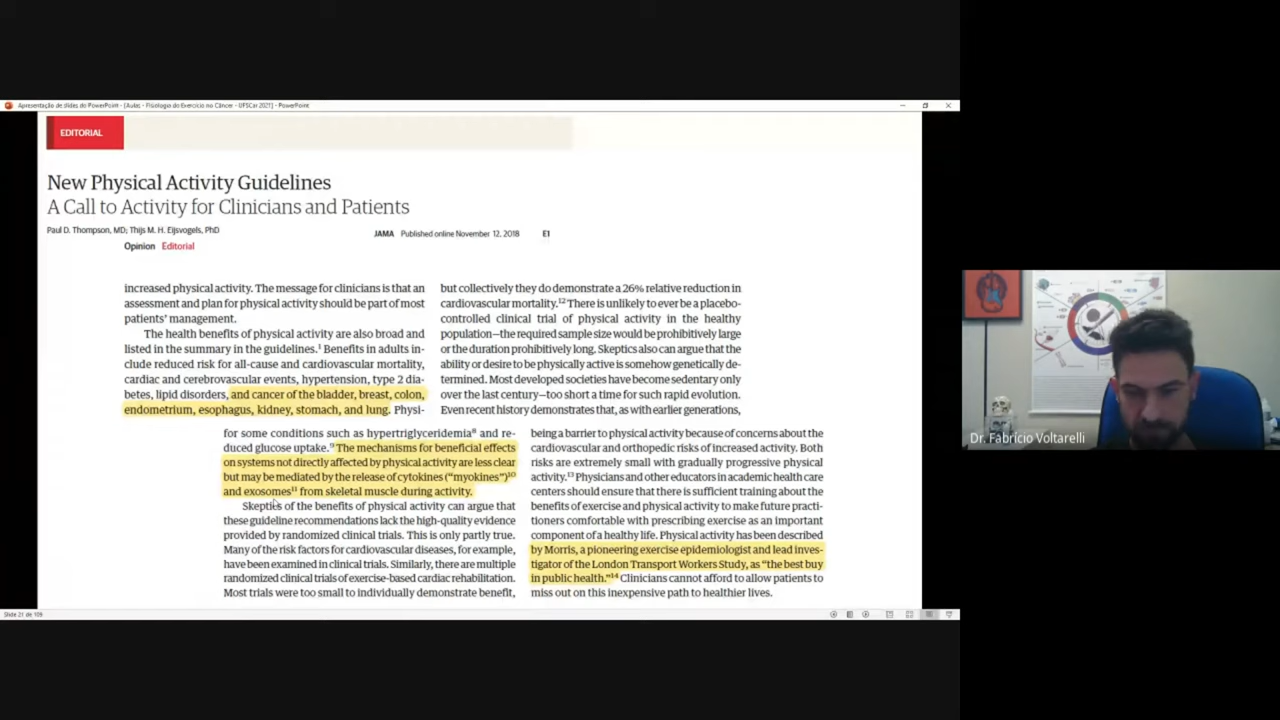 Apresentação de slides do PowerPoint - [Aulas - Fisiologia do Exercício no Câncer - UFSCar 2021] - PowerPoint
EDITORIAL
New Physical Activity Guidelines
A Call to Activity for Clinicians and Patients
Paul D. Thompson, MD; Thijs M. H. Eijsvogels, PhD
JAMA Published online November 12, 2018 E1
Opinion Editorial
increased physical activity. The message for clinicians is that an
assessment and plan for physical activity should be part of most
patients' management.
The health benefits of physical activity are also broad and
listed in the summary in the guidelines.1 Benefits in adults in-
clude reduced risk for all-cause and cardiovascular mortality,
cardiac and cerebrovascular events, hypertension, type 2 dia-
betes, lipid disorders, and cancer of the bladder, breast, colon,
endometrium, esophagus, kidney, stomach, and lung. Physi-
but collectively they do demonstrate a 26% relative reduction in
cardiovascular mortality.12 There is unlikely to ever be a placebo-
controlled clinical trial of physical activity in the healthy
population—the required sample size would be prohibitively large
or the duration prohibitively long. Skeptics also can argue that the
ability or desire to be physically active is somehow genetically de-
termined. Most developed societies have become sedentary only
over the last century—too short a time for such rapid evolution.
Even recent history demonstrates that, as with earlier generations,
for some conditions such as hypertriglyceridemia8 and re-
duced glucose uptake.9 The mechanisms for beneficial effects
on systems not directly affected by physical activity are less clear
but may be mediated by the release of cytokines ("myokines")10
and exosomes11 from skeletal muscle during activity.
Skeptics of the benefits of physical activity can argue that
these guideline recommendations lack the high-quality evidence
provided by randomized clinical trials. This is only partly true.
Many of the risk factors for cardiovascular diseases, for example,
have been examined in clinical trials. Similarly, there are multiple
randomized clinical trials of exercise-based cardiac rehabilitation.
Most trials were too small to individually demonstrate benefit,
being a barrier to physical activity because of concerns about the
cardiovascular and orthopedic risks of increased activity. Both
risks are extremely small with gradually progressive physical
activity.13 Physicians and other educators in academic health care
centers should ensure that there is sufficient training about the
benefits of exercise and physical activity to make future practi-
tioners comfortable with prescribing exercise as an important
component of a healthy life. Physical activity has been described
by Morris, a pioneering exercise epidemiologist and lead inves-
tigator of the London Transport Workers Study, as "the best buy
in public health."14 Clinicians cannot afford to allow patients to
miss out on this inexpensive path to healthier lives.
Slide 21 de 109
Dr. Fabrício Voltarelli